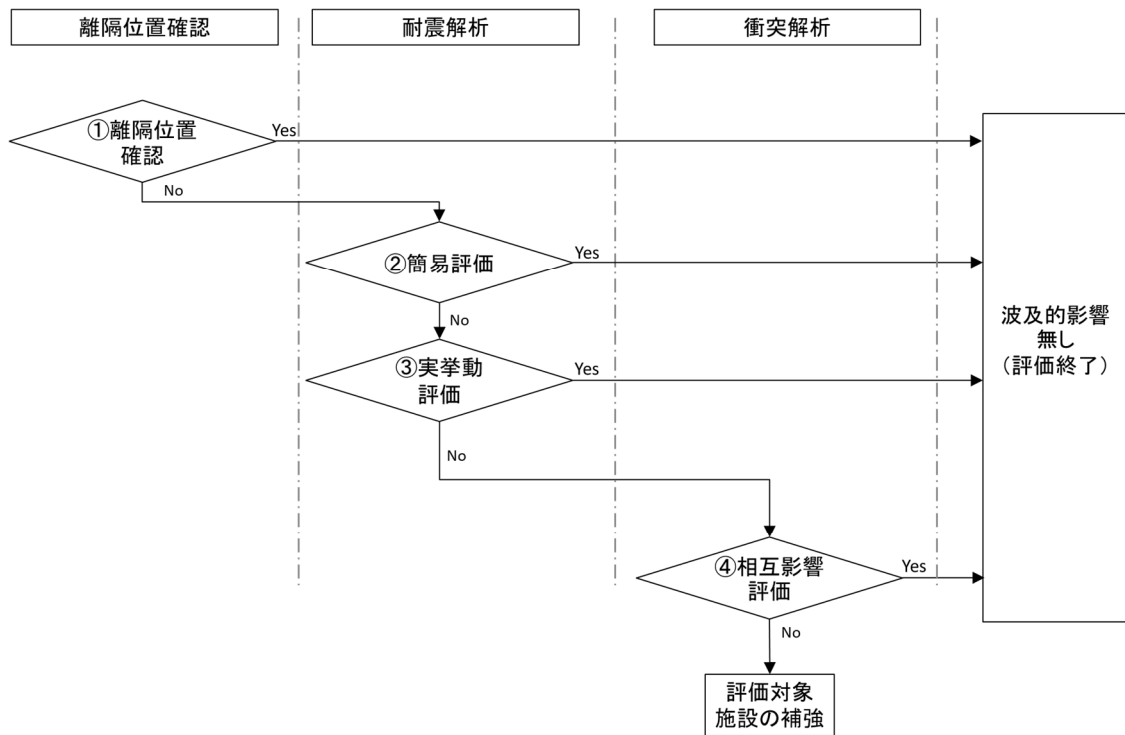 離隔位置確認
耐震解析
衝突解析
①離隔位置
確認
Yes
No
②簡易評価
Yes
No
③実挙動
評価
Yes
No
④相互影響
評価
Yes
No
評価対象
施設の補強
波及的影響
無し
（評価終了）